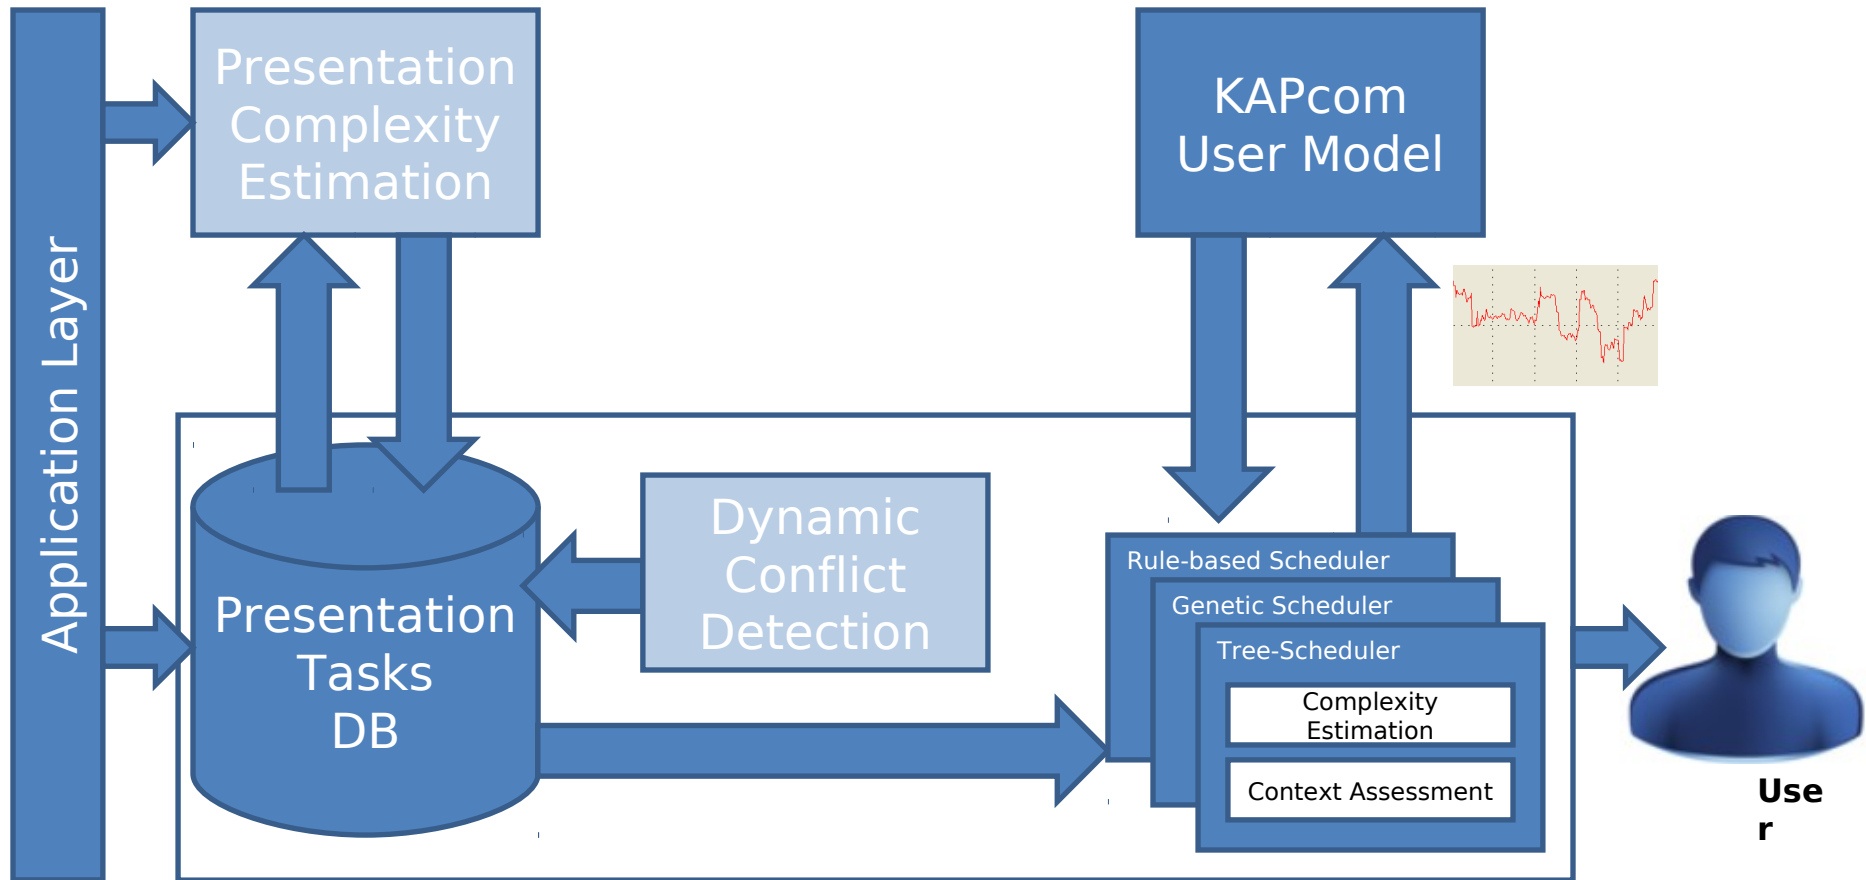 Application Layer
Presentation
Complexity
Estimation
KAPcom
User Model
Presentation
Tasks
DB
Dynamic
Conflict
Detection
Rule-based Scheduler
Genetic Scheduler
Tree-Scheduler
Complexity
Estimation
Context Assessment
Use
r